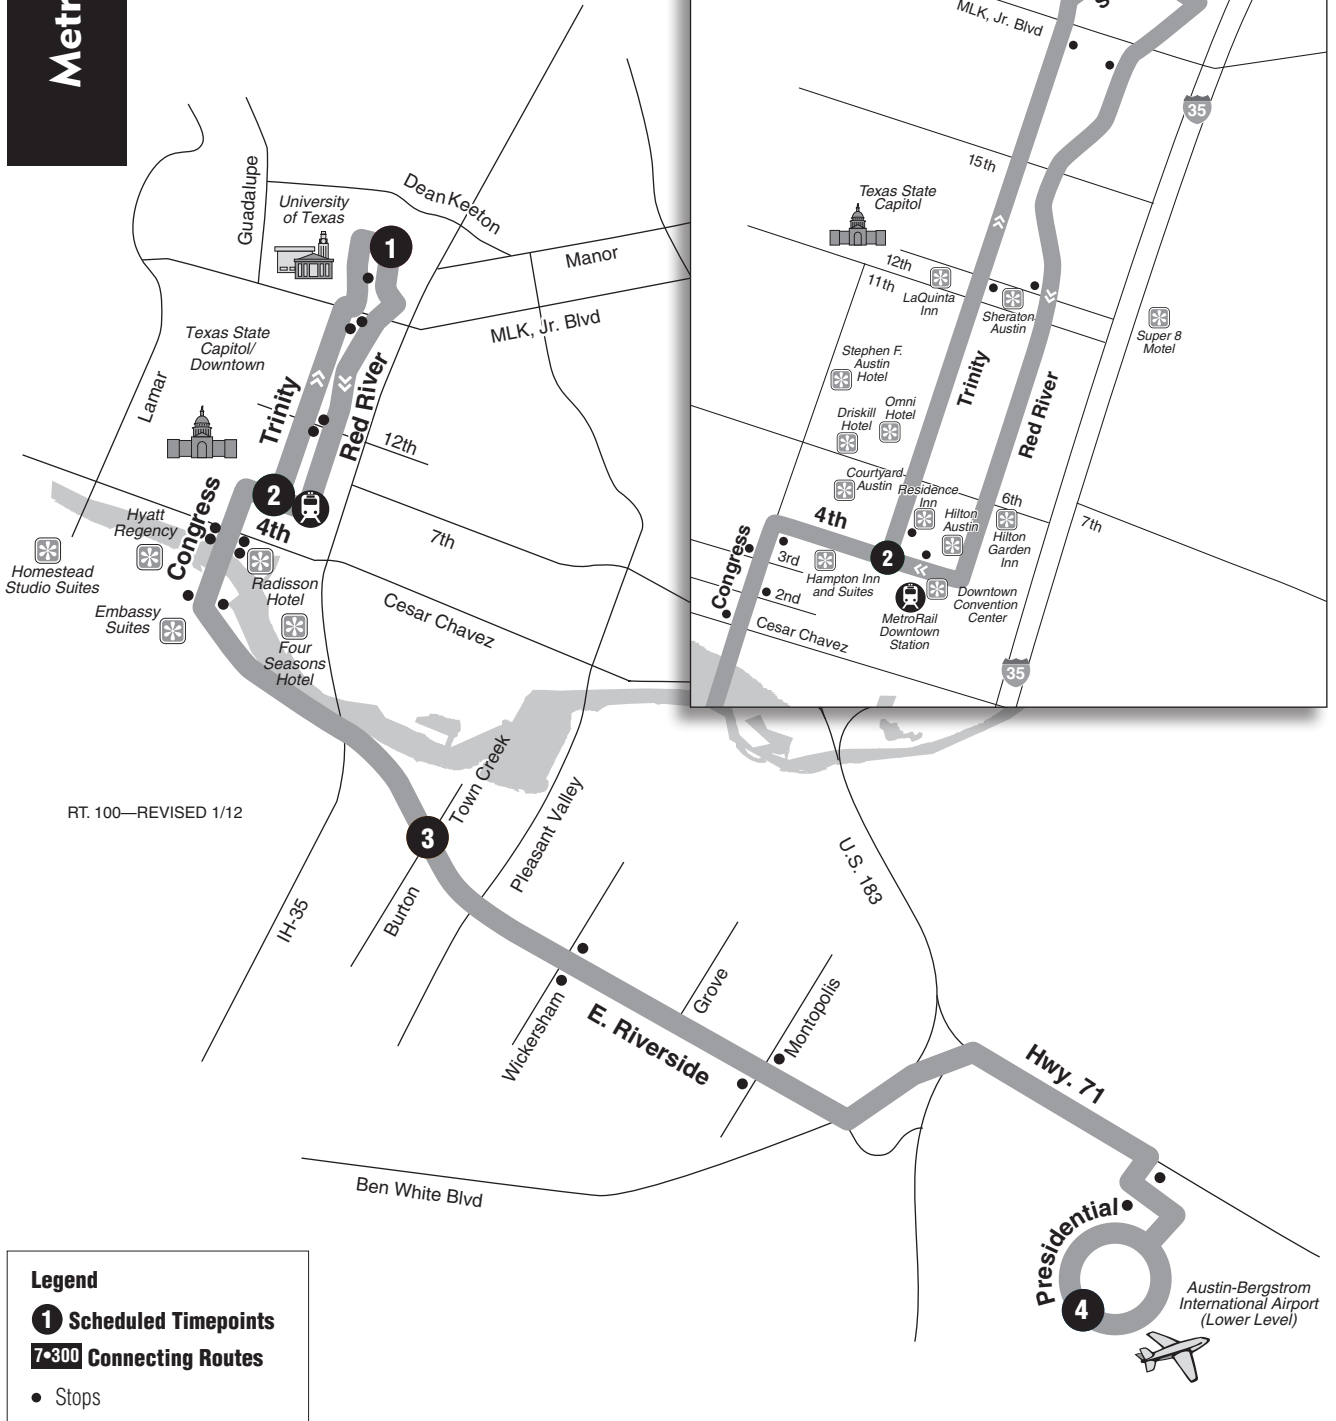 Metr
Guadalupe
University
of Texas
Dean Keeton
1
Manor
MLK, Jr. Blvd
Texas State
Capitol/
Downtown
Lamar
Trinity
Red River
12th
2
4th
Congress
7th
Hyatt
Regency
Homestead
Studio Suites
Embassy
Suites
Radisson
Hotel
Four
Seasons
Hotel
Cesar Chavez
MLK, Jr. Blvd
35
15th
Texas State
Capitol
12th
11th
LaQuinta
Inn
Sheraton
Austin
Super 8
Motel
Stephen F.
Austin
Hotel
Trinity
Red River
Driskill
Hotel
Omni
Hotel
Courtyard
Austin
Residence
Inn
Hilton
Austin
6th
Hilton
Garden
Inn
7th
4th
Congress
3rd
2
Hampton Inn
and Suites
2nd
Cesar Chavez
MetroRail
Downtown
Station
Downtown
Convention
Center
35
RT. 100—REVISED 1/12
3
Town Creek
Pleasant Valley
Burton
IH-35
U.S. 183
Wickersham
E. Riverside
Grove
Montopolis
Hwy. 71
Ben White Blvd
Presidential
4
Austin-Bergstrom
International Airport
(Lower Level)
Legend
1 Scheduled Timepoints
7•300 Connecting Routes
Stops